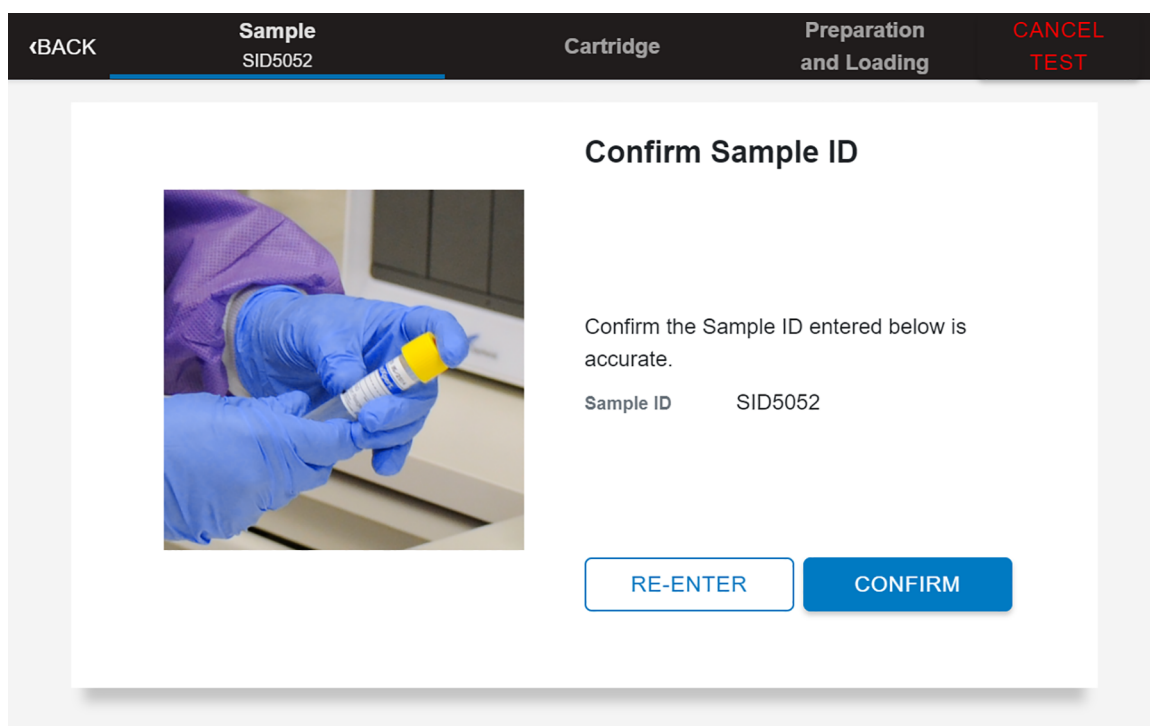 ‹BACK
Sample
SID5052
Cartridge
Preparation
and Loading
CANCEL
TEST
Confirm Sample ID
Confirm the Sample ID entered below is
accurate.
Sample ID SID5052
RE-ENTER
CONFIRM